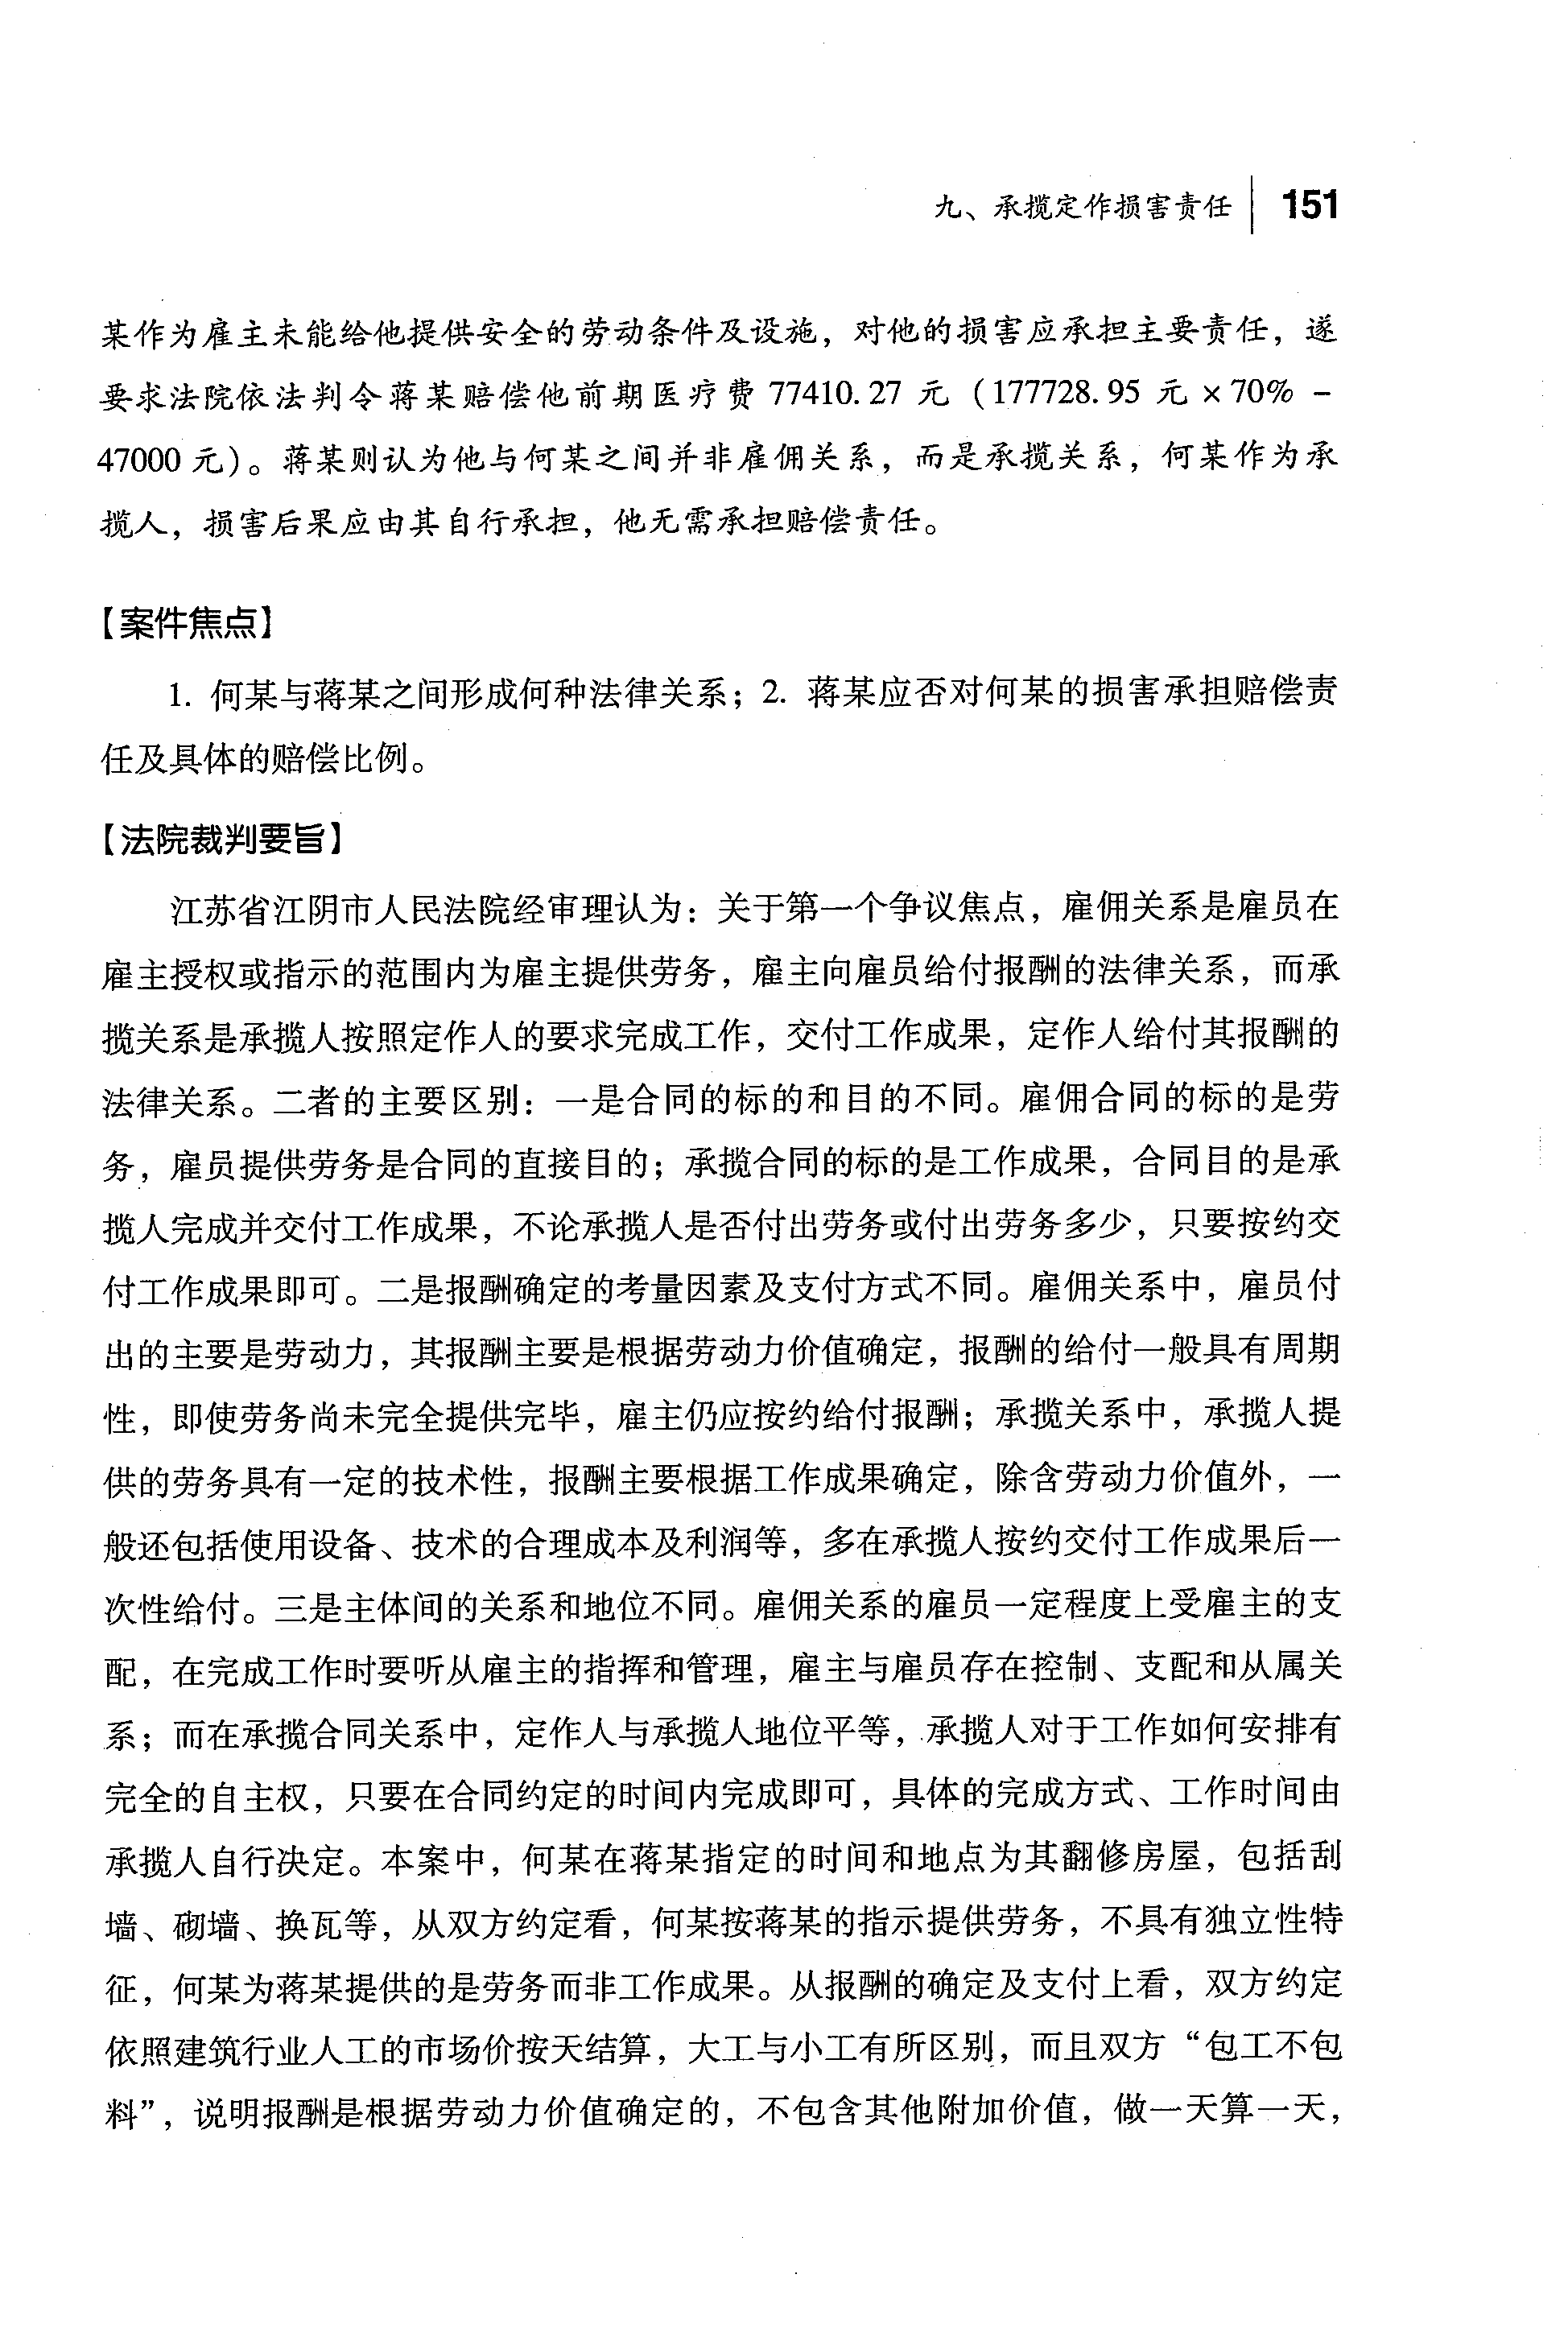 九、承揽定作损害责任 151
某作为雇主未能给他提供安全的劳动条件及设施，对他的损害应承担主要责任，遂
要求法院依法判令蒋某赔偿他前期医疗费 77410.27 元（177728.95 元×70%－
47000 元）。蒋某则认为他与何某之间并非雇佣关系，而是承揽关系，何某作为承
揽人，损害后果应由其自行承担，他无需承担赔偿责任。
【案件焦点】
1. 何某与蒋某之间形成何种法律关系；2. 蒋某应否对何某的损害承担赔偿责
任及具体的赔偿比例。
【法院裁判要旨】
江苏省江阴市人民法院经审理认为：关于第一个争议焦点，雇佣关系是雇员在
雇主授权或指示的范围内为雇主提供劳务，雇主向雇员给付报酬的法律关系，而承
揽关系是承揽人按照定作人的要求完成工作，交付工作成果，定作人给付其报酬的
法律关系。二者的主要区别：一是合同的标的和目的不同。雇佣合同的标的是劳
务，雇员提供劳务是合同的直接目的；承揽合同的标的是工作成果，合同目的是承
揽人完成并交付工作成果，不论承揽人是否付出劳务或付出劳务多少，只要按约交
付工作成果即可。二是报酬确定的考量因素及支付方式不同。雇佣关系中，雇员付
出的主要是劳动力，其报酬主要是根据劳动力价值确定，报酬的给付一般具有周期
性，即使劳务尚未完全提供完毕，雇主仍应按约给付报酬；承揽关系中，承揽人提
供的劳务具有一定的技术性，报酬主要根据工作成果确定，除含劳动力价值外，一
般还包括使用设备、技术的合理成本及利润等，多在承揽人按约交付工作成果后一
次性给付。三是主体间的关系和地位不同。雇佣关系的雇员一定程度上受雇主的支
配，在完成工作时要听从雇主的指挥和管理，雇主与雇员存在控制、支配和从属关
系；而在承揽合同关系中，定作人与承揽人地位平等，承揽人对于工作如何安排有
完全的自主权，只要在合同约定的时间内完成即可，具体的完成方式、工作时间由
承揽人自行决定。本案中，何某在蒋某指定的时间和地点为其翻修房屋，包括刮
墙、砌墙、换瓦等，从双方约定看，何某按蒋某的指示提供劳务，不具有独立性特
征，何某为蒋某提供的是劳务而非工作成果。从报酬的确定及支付上看，双方约定
依照建筑行业人工的市场价按天结算，大工与小工有所区别，而且双方“包工不包
料”，说明报酬是根据劳动力价值确定的，不包含其他附加价值，做一天算一天，